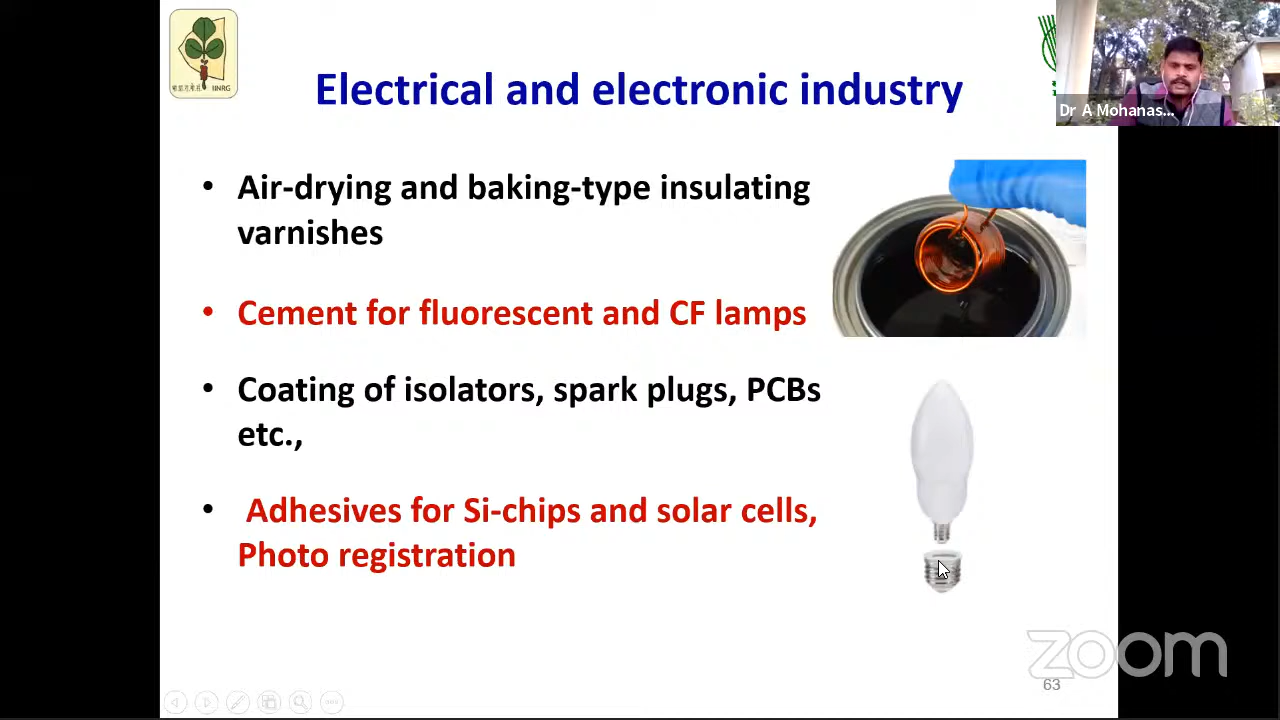 IINRG
Electrical and electronic industry
Dr A Mohanas...
• Air-drying and baking-type insulating
varnishes
• Cement for fluorescent and CF lamps
• Coating of isolators, spark plugs, PCBs
etc.,
• Adhesives for Si-chips and solar cells,
Photo registration
zoom
63